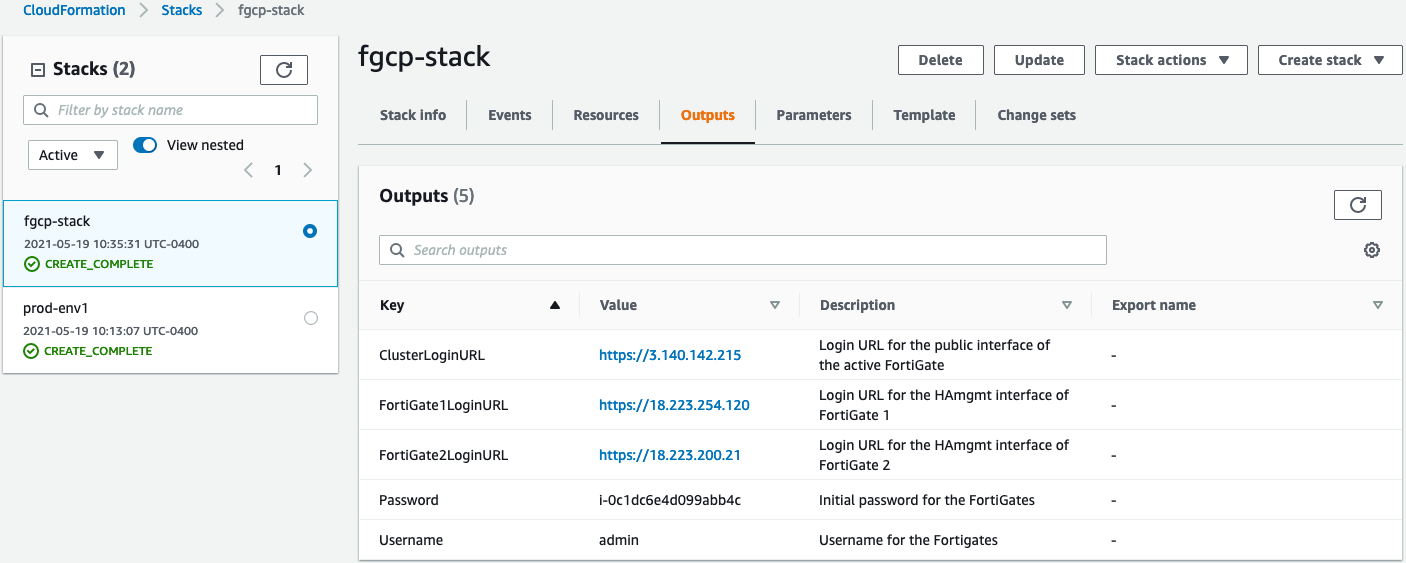 CloudFormation > Stacks > fgcp-stack
Stacks (2)
Filter by stack name
Active
View nested
1
fgcp-stack
2021-05-19 10:35:31 UTC-0400
CREATE_COMPLETE
prod-env1
2021-05-19 10:13:07 UTC-0400
CREATE_COMPLETE
fgcp-stack
Delete Update Stack actions Create stack
Stack info Events Resources Outputs Parameters Template Change sets
Outputs (5)
Search outputs
Key Value Description Export name
ClusterLoginURL https://3.140.142.215 Login URL for the public interface of
the active FortiGate -
FortiGate1LoginURL https://18.223.254.120 Login URL for the HAmgmt interface of
FortiGate 1 -
FortiGate2LoginURL https://18.223.200.21 Login URL for the HAmgmt interface of
FortiGate 2 -
Password i-0c1dc6e4d099abb4c Initial password for the FortiGates -
Username admin Username for the Fortigates -